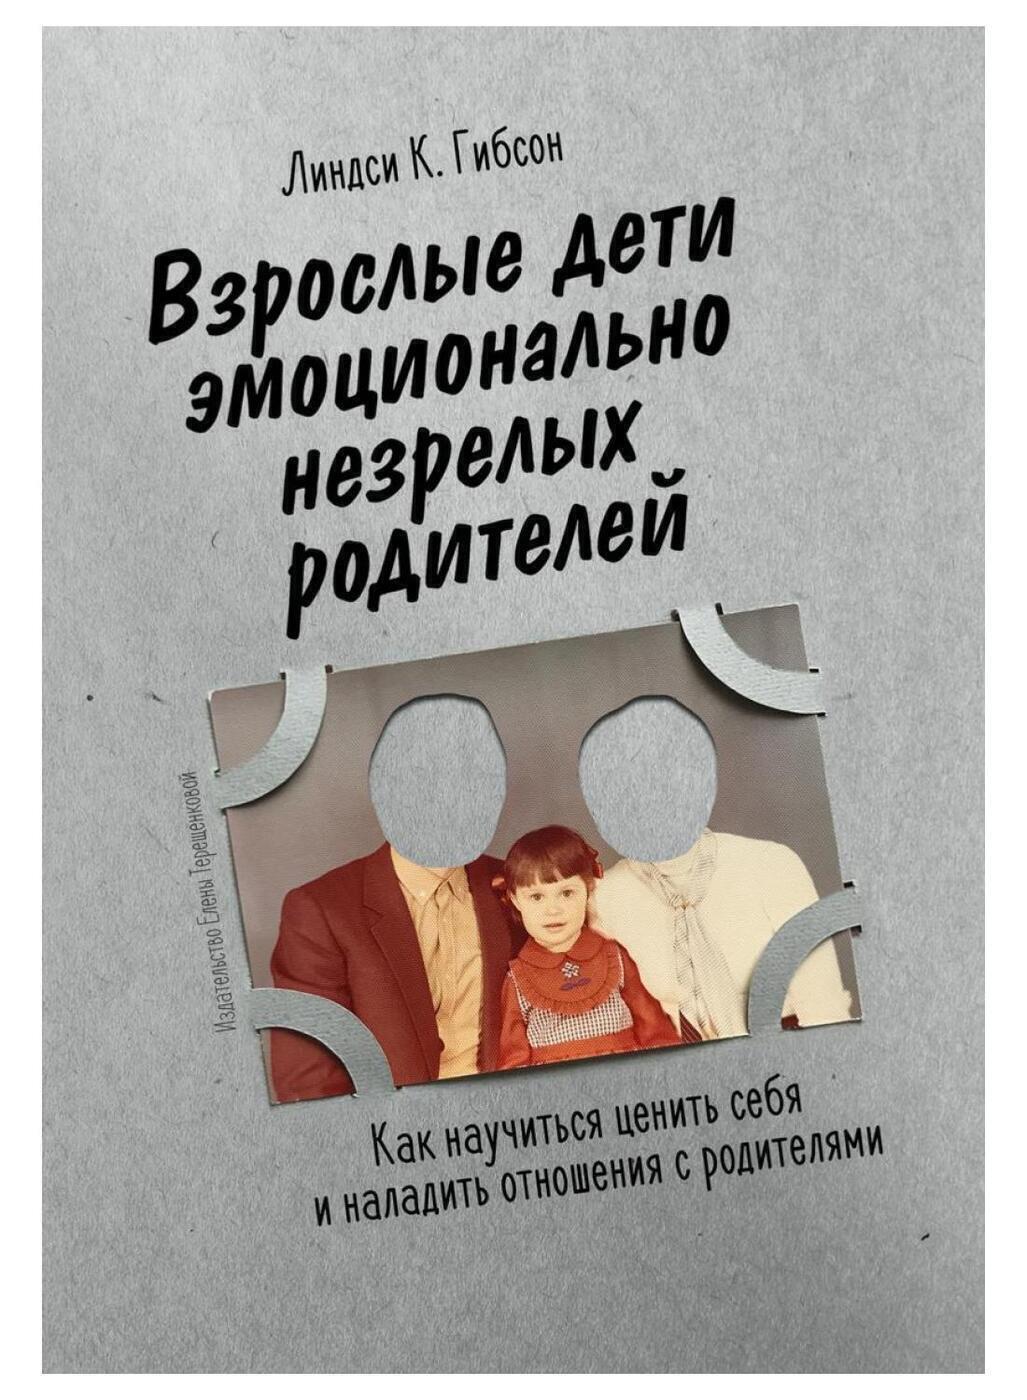 Линдси К. Гибсон
Взрослые дети
эмоционально
незрелых
родителей
Издательство Елены Терещенковой
Как научиться ценить себя
и наладить отношения с родителями